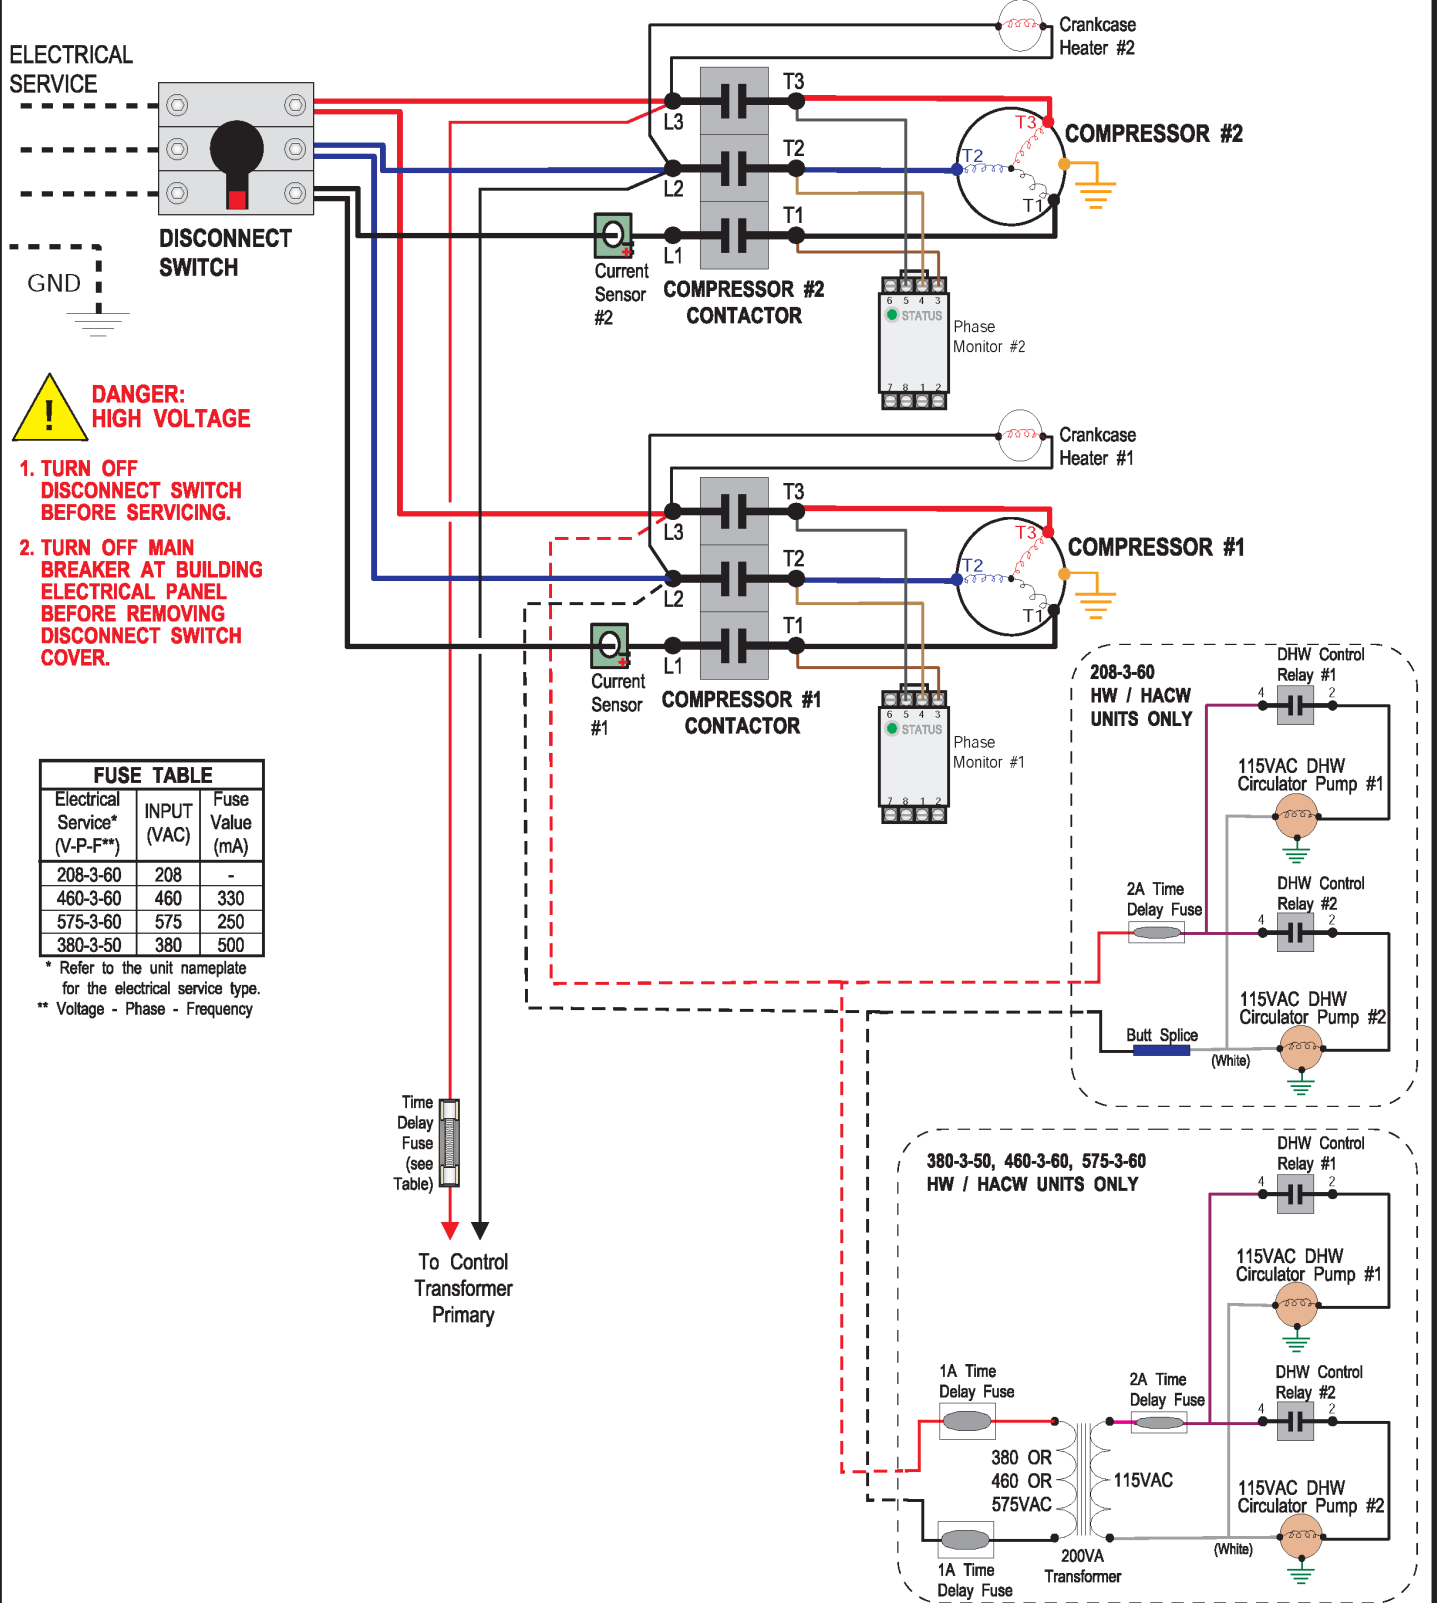 ELECTRICAL
SERVICE
GND
DISCONNECT
SWITCH
Crankcase
Heater #2
T3
L3
T2
L2
T1
L1
Current
Sensor
#2
COMPRESSOR #2
CONTACTOR
T3
T2
T1
COMPRESSOR #2
6 5 4 3
STATUS
7 8 1 2
Phase
Monitor #2
!
DANGER:
HIGH VOLTAGE
1. TURN OFF
DISCONNECT SWITCH
BEFORE SERVICING.
2. TURN OFF MAIN
BREAKER AT BUILDING
ELECTRICAL PANEL
BEFORE REMOVING
DISCONNECT SWITCH
COVER.
Crankcase
Heater #1
T3
L3
T2
L2
T1
L1
Current
Sensor
#1
COMPRESSOR #1
CONTACTOR
T3
T2
T1
COMPRESSOR #1
6 5 4 3
STATUS
7 8 1 2
Phase
Monitor #1
FUSE TABLE
Electrical
Service*
(V-P-F**)
INPUT
(VAC)
Fuse
Value
(mA)
208-3-60 208 -
460-3-60 460 330
575-3-60 575 250
380-3-50 380 500
* Refer to the unit nameplate
for the electrical service type.
** Voltage - Phase - Frequency
208-3-60
HW / HACW
UNITS ONLY
DHW Control
Relay #1
4 2
115VAC DHW
Circulator Pump #1
2A Time
Delay Fuse
DHW Control
Relay #2
4 2
115VAC DHW
Circulator Pump #2
Butt Splice
(White)
Time
Delay
Fuse
(see
Table)
To Control
Transformer
Primary
380-3-50, 460-3-60, 575-3-60
HW / HACW UNITS ONLY
DHW Control
Relay #1
4 2
115VAC DHW
Circulator Pump #1
1A Time
Delay Fuse
2A Time
Delay Fuse
DHW Control
Relay #2
4 2
380 OR
460 OR
575VAC
115VAC
115VAC DHW
Circulator Pump #2
(White)
200VA
Transformer
1A Time
Delay Fuse